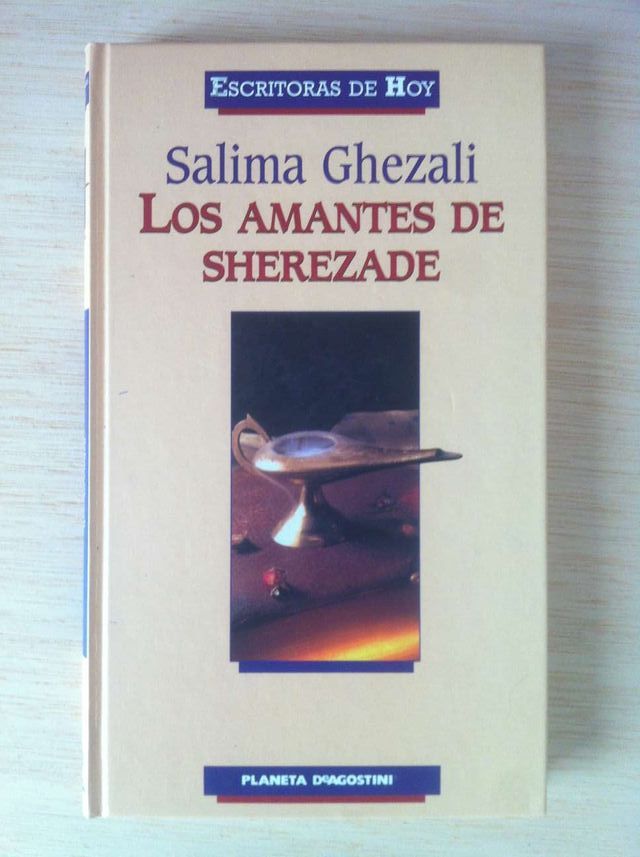 ESCRITORAS DE HOY
Salima Ghezali
LOS AMANTES DE
SHEREZADE
PLANETA DeAGOSTINI